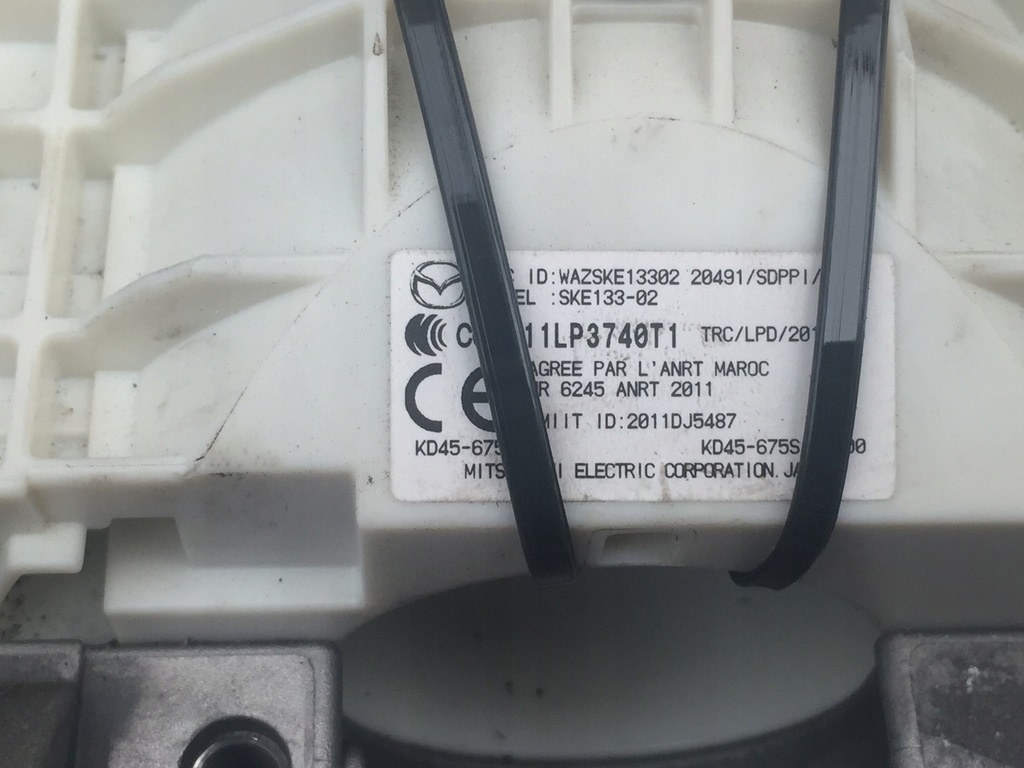 ID:WAZSKE13302 20491/SDPPI/
:SKE133-02
11LP3740T1 TRC/LPD/201
AGREE PAR L'ANRT MAROC
6245 ANRT 2011
MIIT ID:2011DJ5487
CE
KD45-675 KD45-675S
ELECTRIC CORPORATION.